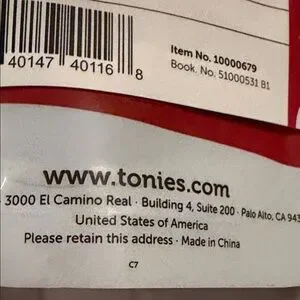 Item No. 10000679
Book. No. 51000531 B1
40147 40116 8
www.tonies.com
3000 El Camino Real · Building 4, Suite 200 · Palo Alto, CA 943
United States of America
Please retain this address · Made in China
C7